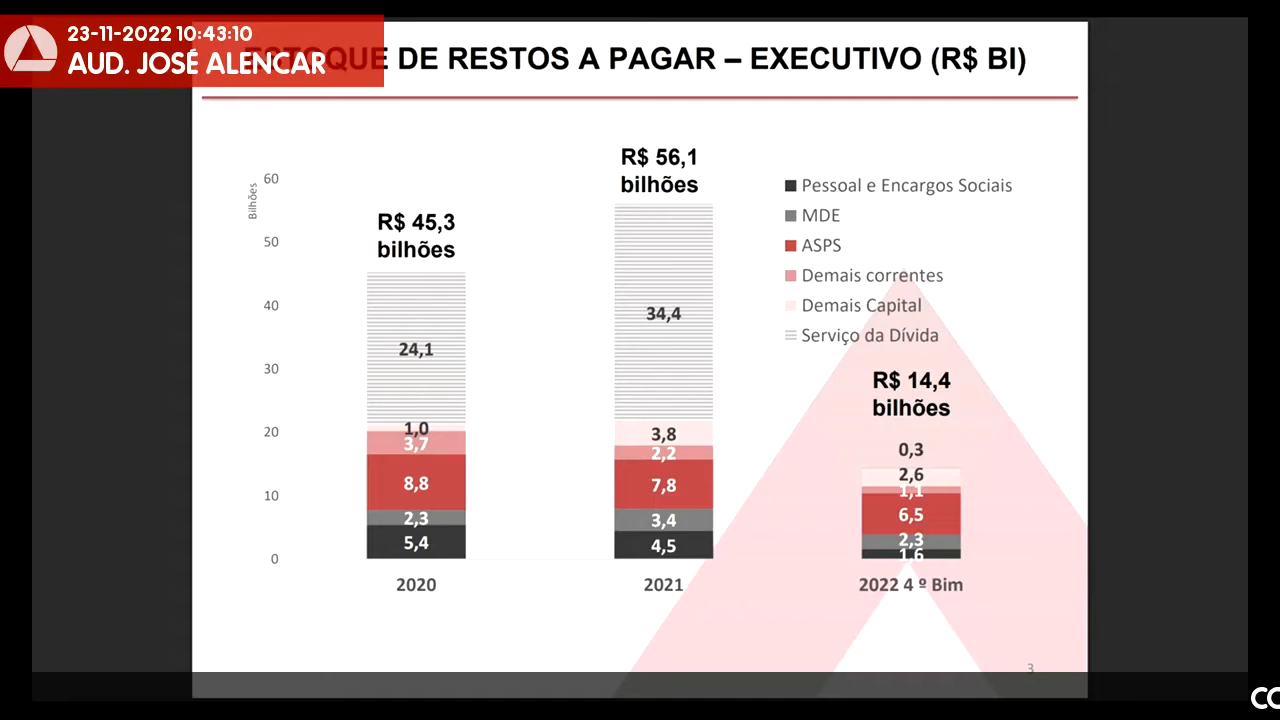 23-11-2022 10:43:10
AUD. JOSÉ ALENCAR
ESTOQUE DE RESTOS A PAGAR – EXECUTIVO (R$ BI)
Bilhões
60
50
40
30
20
10
0
R$ 45,3
bilhões
24,1
1,0
3,7
8,8
2,3
5,4
2020
R$ 56,1
bilhões
34,4
3,8
2,2
7,8
3,4
4,5
2021
Pessoal e Encargos Sociais
MDE
ASPS
Demais correntes
Demais Capital
Serviço da Dívida
R$ 14,4
bilhões
0,3
2,6
1,1
6,5
2,3
1,6
2022 4 º Bim
3